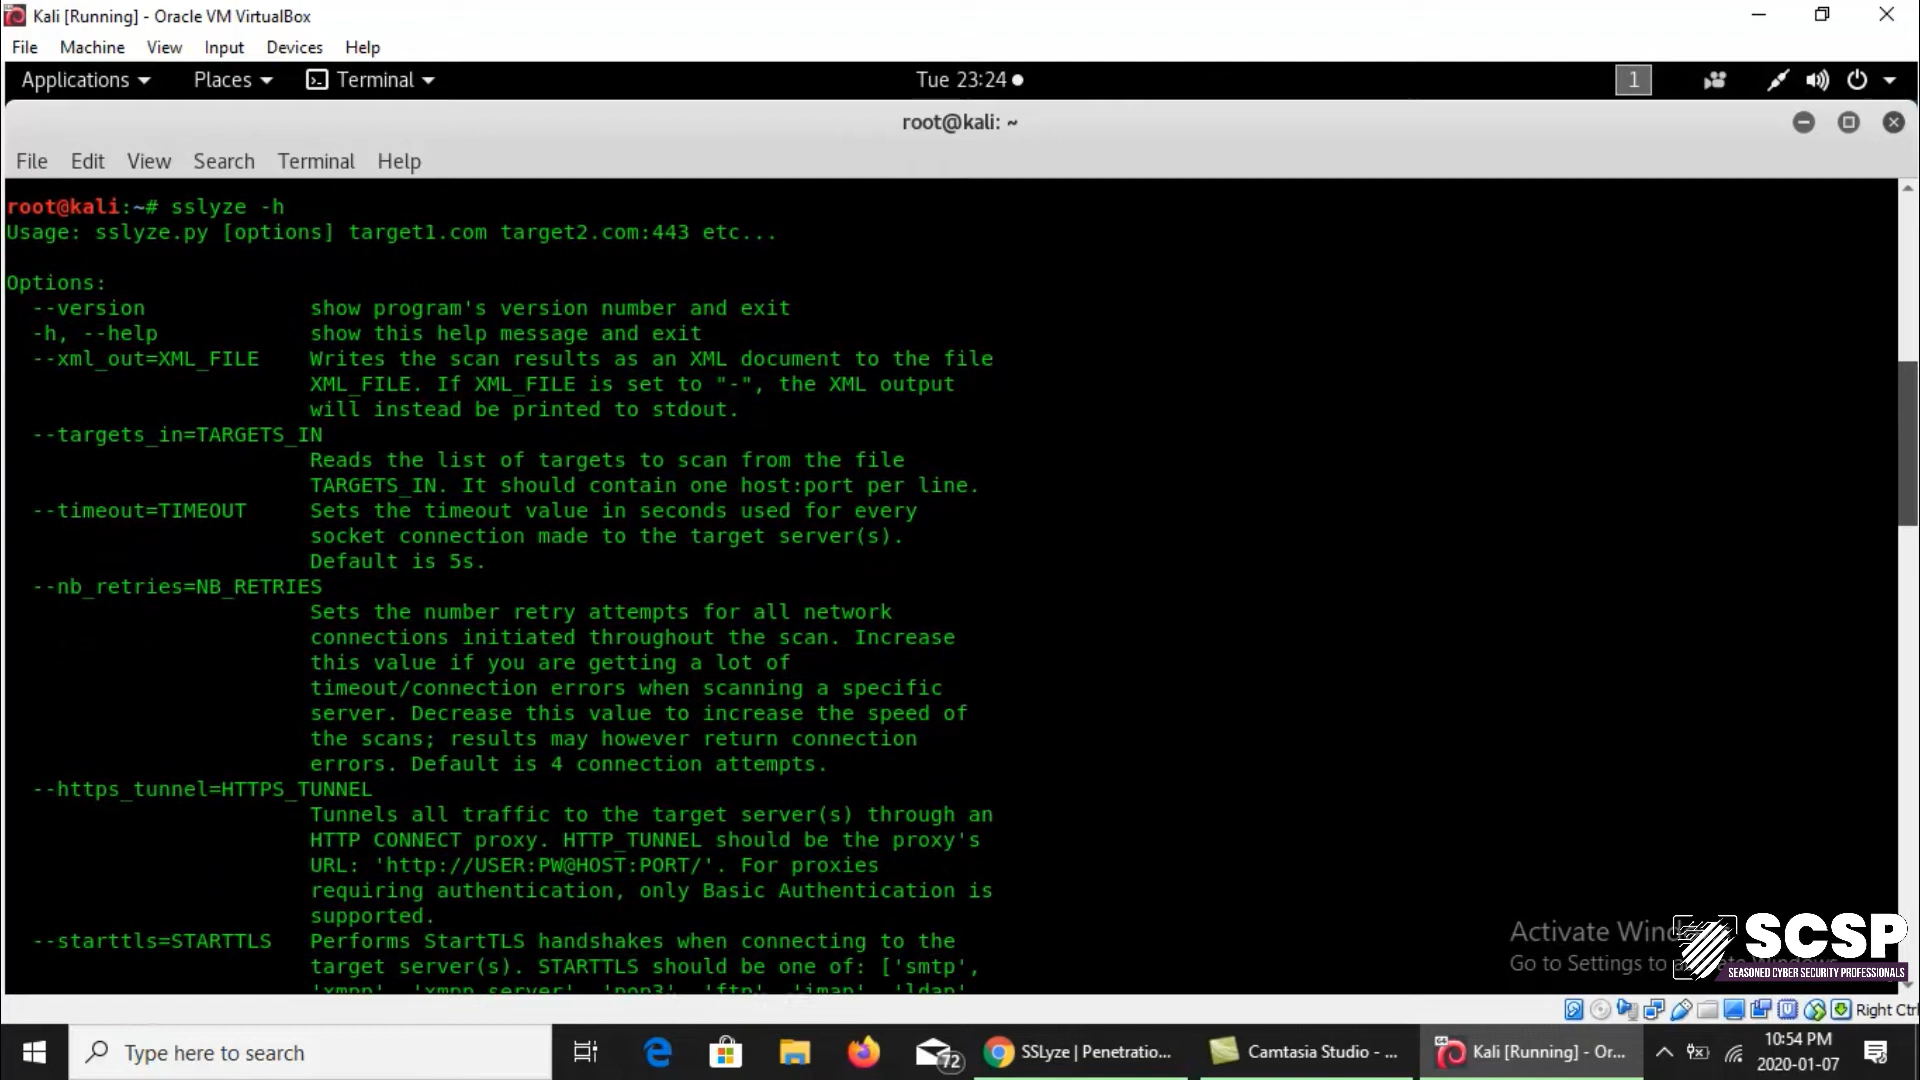 Kali [Running] - Oracle VM VirtualBox
File Machine View Input Devices Help
Applications Places Terminal Tue 23:24 1
root@kali: ~
File Edit View Search Terminal Help
root@kali:~# sslyze -h
Usage: sslyze.py [options] target1.com target2.com:443 etc...
Options:
--version show program's version number and exit
-h, --help show this help message and exit
--xml_out=XML_FILE Writes the scan results as an XML document to the file
XML_FILE. If XML_FILE is set to "-", the XML output
will instead be printed to stdout.
--targets_in=TARGETS_IN
Reads the list of targets to scan from the file
TARGETS_IN. It should contain one host:port per line.
--timeout=TIMEOUT Sets the timeout value in seconds used for every
socket connection made to the target server(s).
Default is 5s.
--nb_retries=NB_RETRIES
Sets the number retry attempts for all network
connections initiated throughout the scan. Increase
this value if you are getting a lot of
timeout/connection errors when scanning a specific
server. Decrease this value to increase the speed of
the scans; results may however return connection
errors. Default is 4 connection attempts.
--https_tunnel=HTTPS_TUNNEL
Tunnels all traffic to the target server(s) through an
HTTP CONNECT proxy. HTTP_TUNNEL should be the proxy's
URL: 'http://USER:PW@HOST:PORT/'. For proxies
requiring authentication, only Basic Authentication is
supported.
--starttls=STARTTLS Performs StartTLS handshakes when connecting to the
target server(s). STARTTLS should be one of: ['smtp',
'xmpp', 'xmpp_server', 'pop3', 'ftp', 'imap', 'ldap',
Activate Wind
Go to Settings to
SCSP
SEASONED CYBER SECURITY PROFESSIONALS
Right Ctrl
Type here to search
72
SSLyze | Penetratio...
Camtasia Studio - ...
Kali [Running] - Or...
10:54 PM
2020-01-07